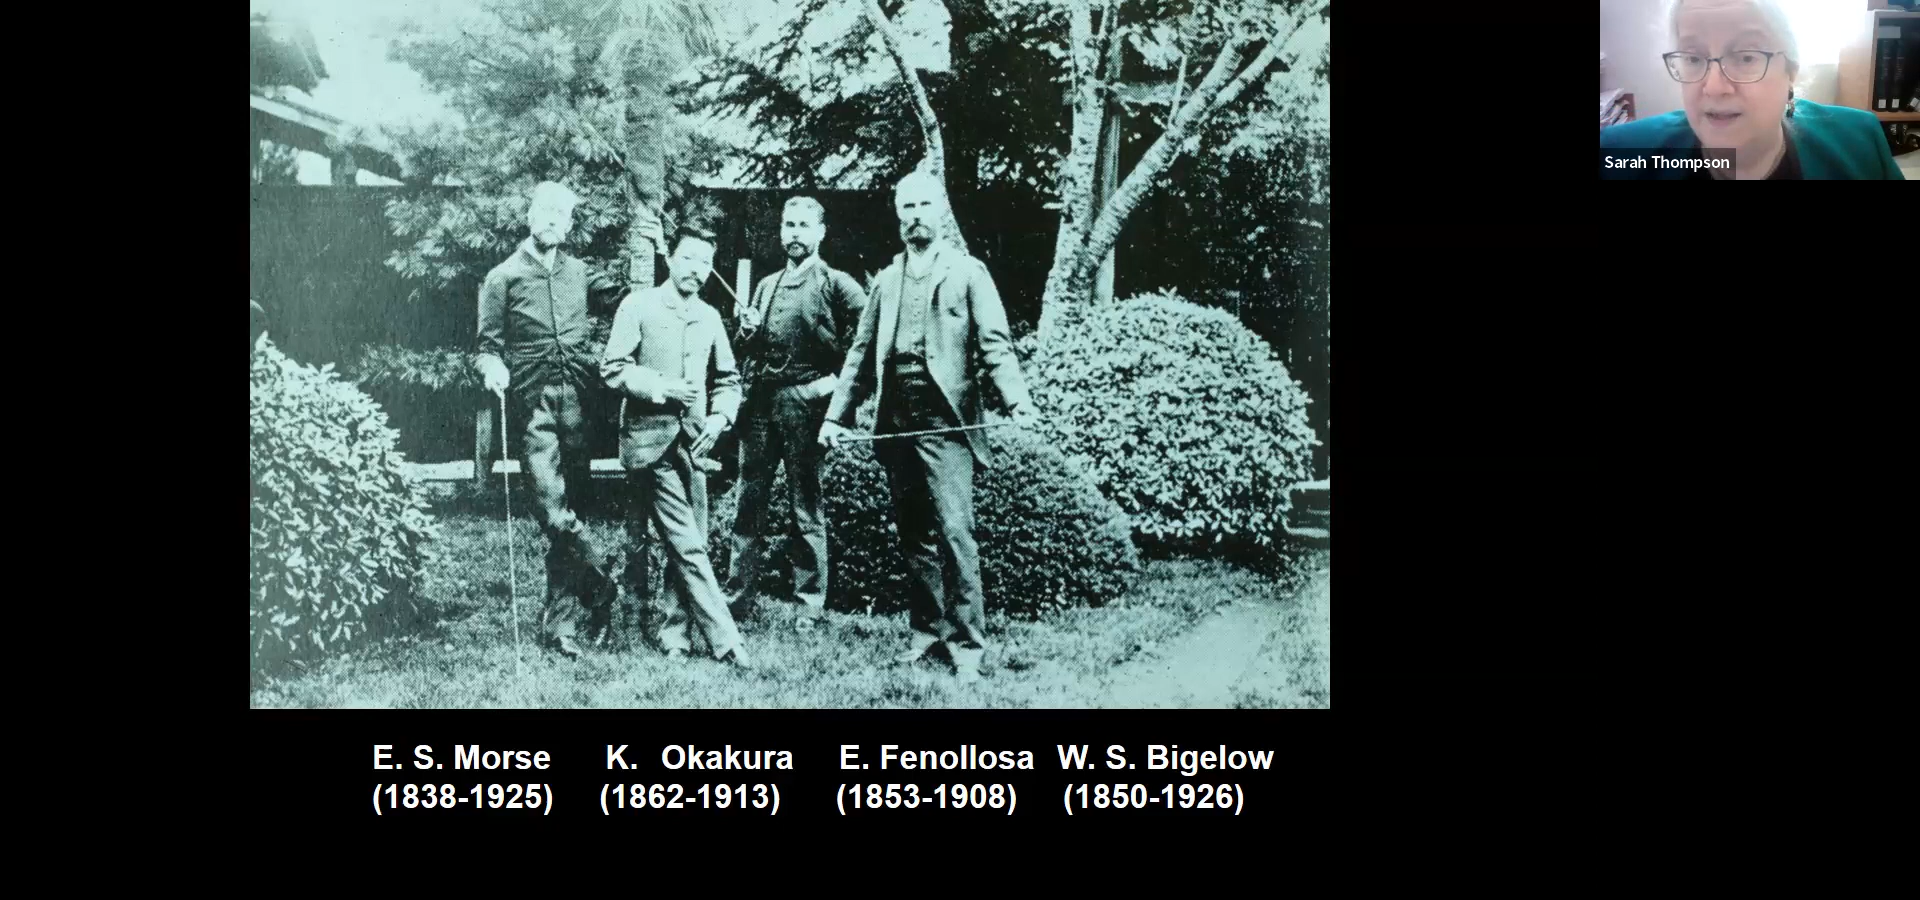 Sarah Thompson
E. S. Morse K. Okakura E. Fenollosa W. S. Bigelow
(1838-1925) (1862-1913) (1853-1908) (1850-1926)